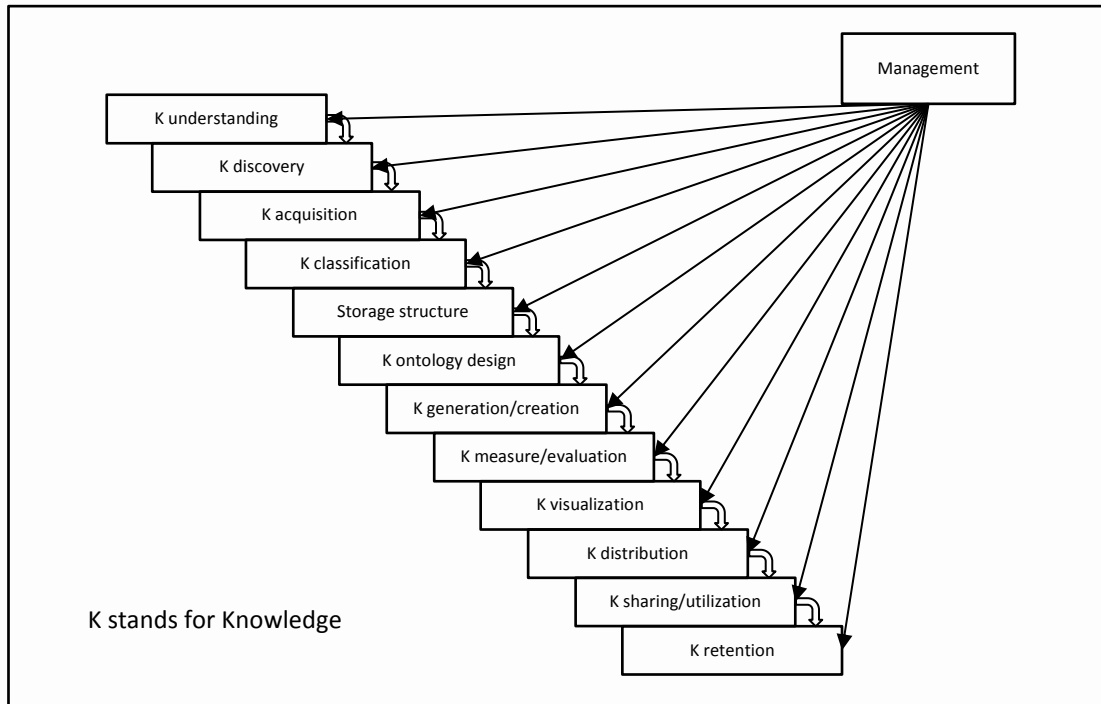 Management
K understanding
K discovery
K acquisition
K classification
Storage structure
K ontology design
K generation/creation
K measure/evaluation
K visualization
K distribution
K sharing/utilization
K stands for Knowledge
K retention